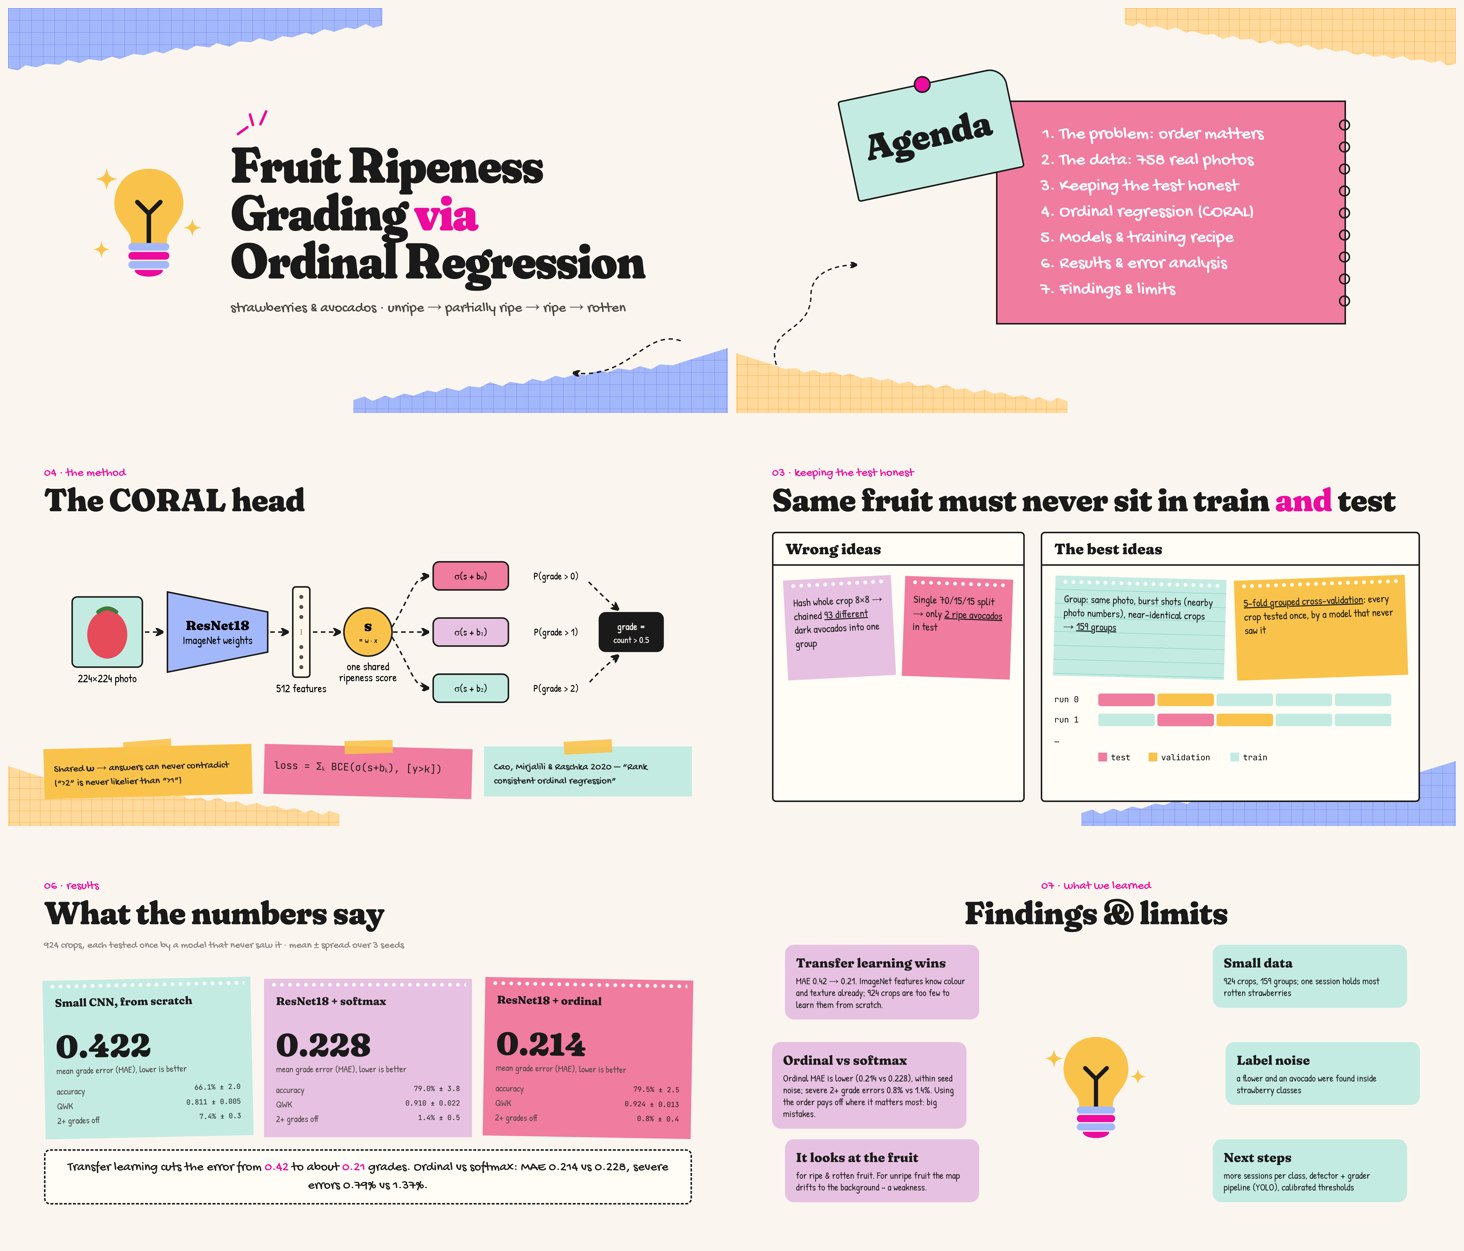 Fruit Ripeness
Grading via
Ordinal Regression
strawberries & avocados · unripe → partially ripe → ripe → rotten
Agenda
1. The problem: order matters
2. The data: 758 real photos
3. Keeping the test honest
4. Ordinal regression (CORAL)
5. Models & training recipe
6. Results & error analysis
7. Findings & limits
04 · the method
The CORAL head
224×224 photo
ResNet18
ImageNet weights
512 features
s
= w · x
one shared
ripeness score
σ(s + b₀)
σ(s + b₁)
σ(s + b₂)
P(grade > 0)
P(grade > 1)
P(grade > 2)
grade =
count > 0.5
Shared w → answers can never contradict
(“>2” is never likelier than “>1”)
loss = Σₖ BCE(σ(s+bₖ), [y>k])
Cao, Mirjalili & Raschka 2020 — “Rank
consistent ordinal regression”
03 · keeping the test honest
Same fruit must never sit in train and test
Wrong ideas
Hash whole crop 8×8 →
chained 93 different
dark avocados into one
group
Single 70/15/15 split
→ only 2 ripe avocados
in test
The best ideas
Group: same photo, burst shots (nearby
photo numbers), near-identical crops
→ 159 groups
5-fold grouped cross-validation: every
crop tested once, by a model that never
saw it
run 0
run 1
…
test
validation
train
06 · results
What the numbers say
924 crops, each tested once by a model that never saw it · mean ± spread over 3 seeds
Small CNN, from scratch
0.422
mean grade error (MAE), lower is better
accuracy 66.1% ± 2.0
QWK 0.811 ± 0.005
2+ grades off 7.4% ± 0.3
ResNet18 + softmax
0.228
mean grade error (MAE), lower is better
accuracy 79.0% ± 3.8
QWK 0.910 ± 0.022
2+ grades off 1.4% ± 0.5
ResNet18 + ordinal
0.214
mean grade error (MAE), lower is better
accuracy 79.5% ± 2.5
QWK 0.924 ± 0.013
2+ grades off 0.8% ± 0.4
Transfer learning cuts the error from 0.42 to about 0.21 grades. Ordinal vs softmax: MAE 0.214 vs 0.228, severe
errors 0.79% vs 1.37%.
07 · what we learned
Findings & limits
Transfer learning wins
MAE 0.42 → 0.21. ImageNet features know colour
and texture already; 924 crops are too few to
learn them from scratch.
Ordinal vs softmax
Ordinal MAE is lower (0.214 vs 0.228), within seed
noise; severe 2+ grade errors 0.8% vs 1.4%. Using
the order pays off where it matters most: big
mistakes.
It looks at the fruit
for ripe & rotten fruit. For unripe fruit the map
drifts to the background – a weakness.
Small data
924 crops, 159 groups; one session holds most
rotten strawberries
Label noise
a flower and an avocado were found inside
strawberry classes
Next steps
more sessions per class, detector + grader
pipeline (YOLO), calibrated thresholds